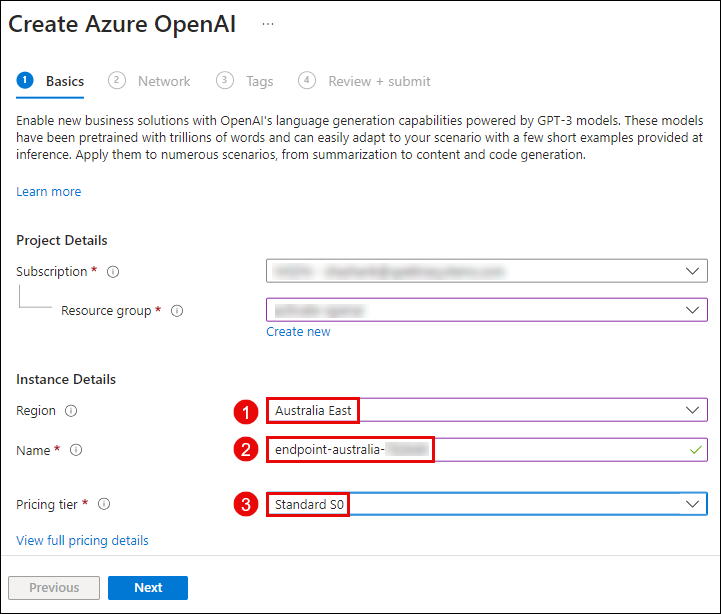 Create Azure OpenAI ...
1 Basics 2 Network 3 Tags 4 Review + submit
Enable new business solutions with OpenAI's language generation capabilities powered by GPT-3 models. These models
have been pretrained with trillions of words and can easily adapt to your scenario with a few short examples provided at
inference. Apply them to numerous scenarios, from summarization to content and code generation.
Learn more
Project Details
Subscription *
Resource group *
Create new
Instance Details
Region 1 Australia East
Name * 2 endpoint-australia-
Pricing tier * 3 Standard S0
View full pricing details
Previous Next